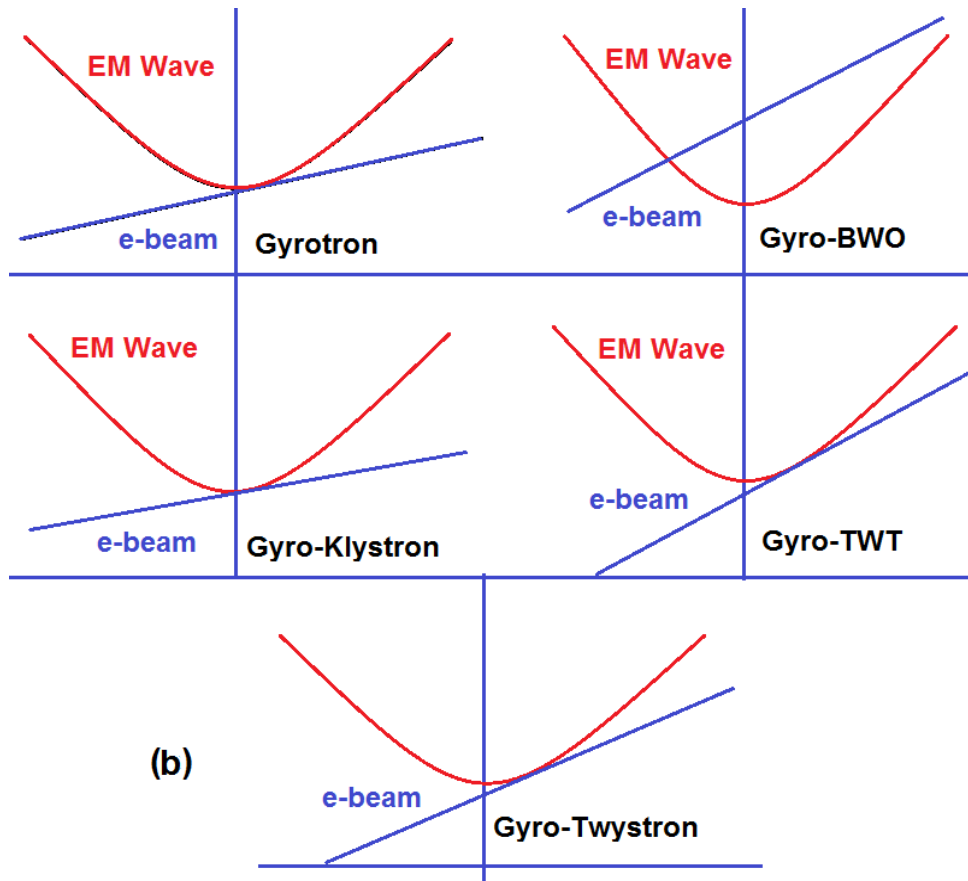 EM Wave
e-beam
Gyrotron
EM Wave
e-beam
Gyro-BWO
EM Wave
e-beam
Gyro-Klystron
EM Wave
e-beam
Gyro-TWT
(b)
e-beam
Gyro-Twystron